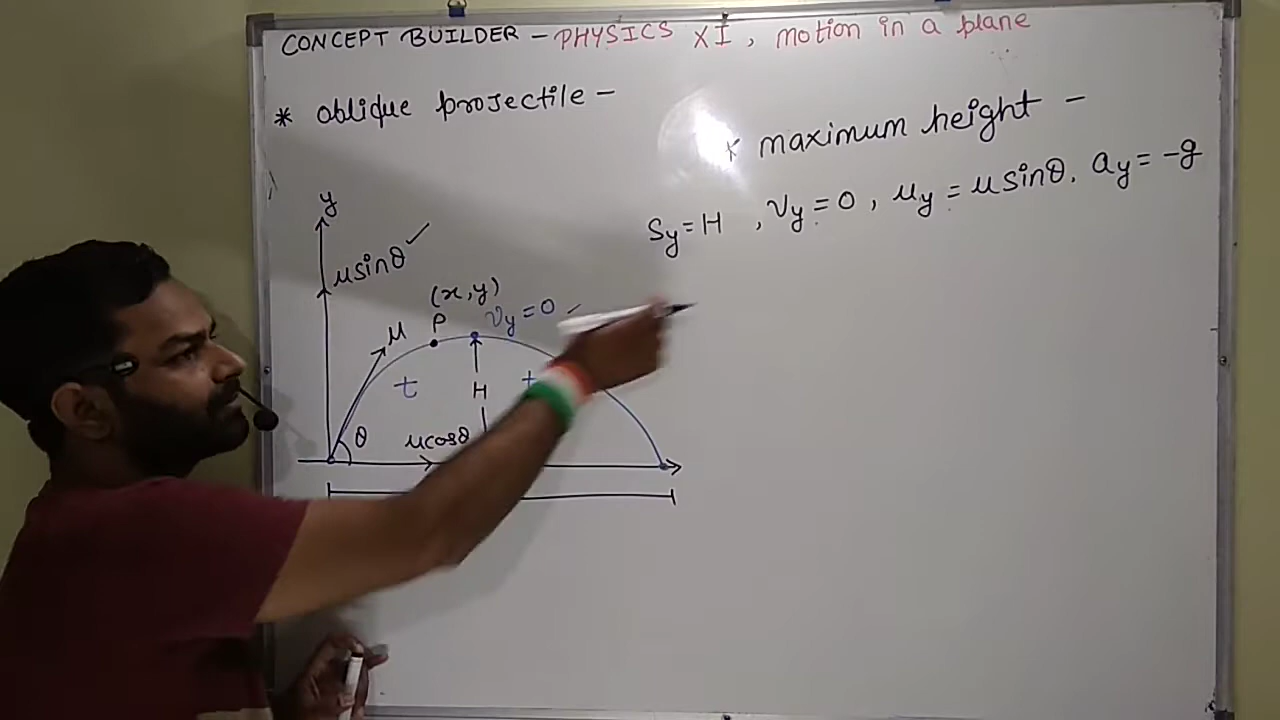 CONCEPT BUILDER - PHYSICS XI, motion in a plane
* oblique projectile -
* maximum height -
Sy = H , vy = 0 , uy = u sinθ. ay = -g
y
u sinθ ✓
(x, y)
P
vy = 0
u
t
H
t
θ
u cosθ